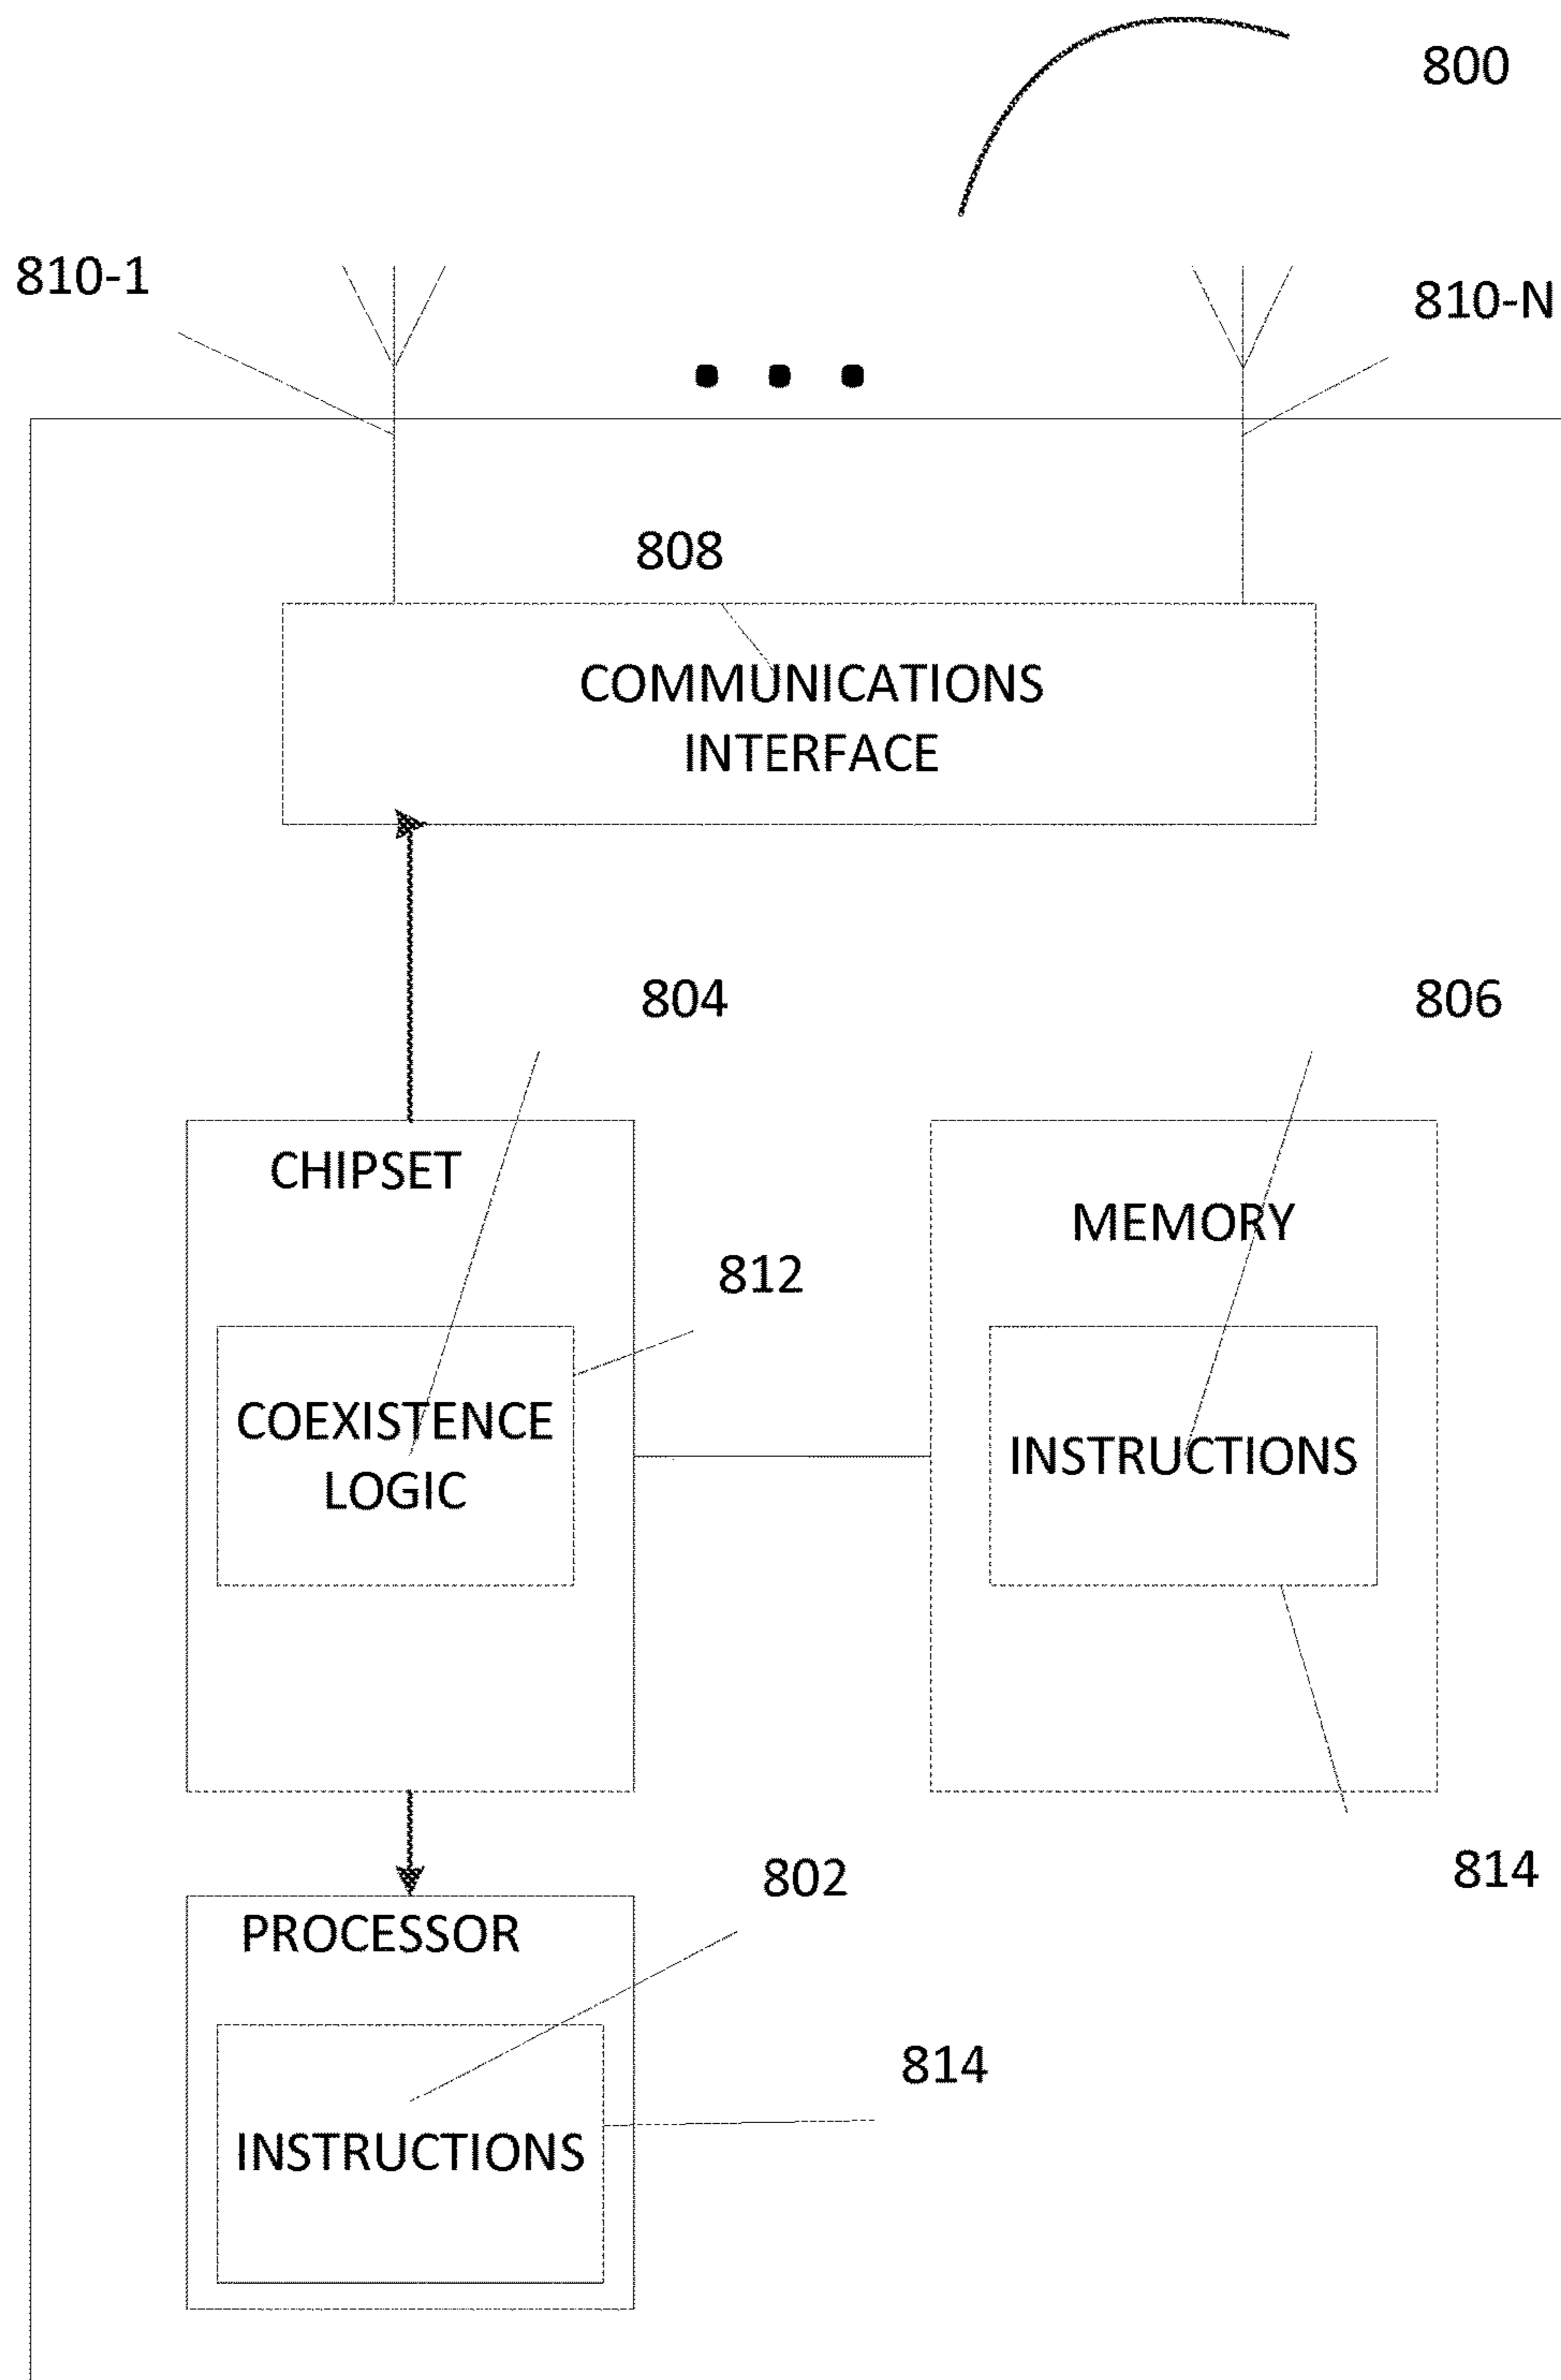 800
810-1
810-N
808
COMMUNICATIONS
INTERFACE
804
806
CHIPSET
MEMORY
812
COEXISTENCE
LOGIC
INSTRUCTIONS
802
814
PROCESSOR
814
INSTRUCTIONS